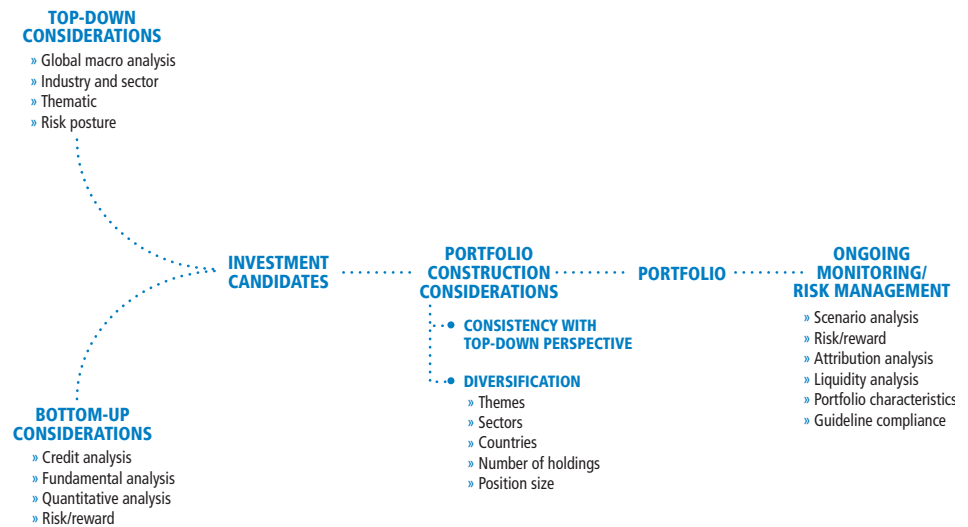 TOP-DOWN
CONSIDERATIONS
» Global macro analysis
» Industry and sector
» Thematic
» Risk posture
BOTTOM-UP
CONSIDERATIONS
» Credit analysis
» Fundamental analysis
» Quantitative analysis
» Risk/reward
INVESTMENT
CANDIDATES
PORTFOLIO
CONSTRUCTION
CONSIDERATIONS
CONSISTENCY WITH
TOP-DOWN PERSPECTIVE
DIVERSIFICATION
» Themes
» Sectors
» Countries
» Number of holdings
» Position size
PORTFOLIO
ONGOING
MONITORING/
RISK MANAGEMENT
» Scenario analysis
» Risk/reward
» Attribution analysis
» Liquidity analysis
» Portfolio characteristics
» Guideline compliance